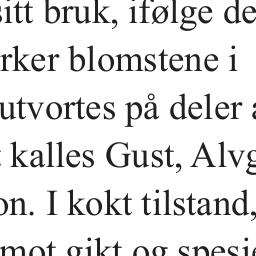 sitt bruk, ifølge de
rker blomstene i
utvortes på deler
kalles Gust, Alvg
on. I kokt tilstand,
mot gikt og spesie